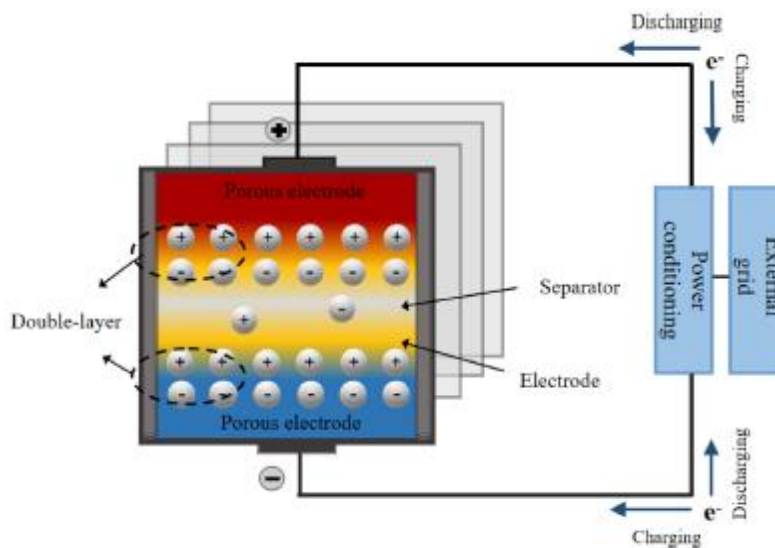 Discharging
e-
Charging
+
Porous electrode
+ + + + + +
- - - - - -
Separator
+ -
Double-layer
Power
conditioning
External
grid
+ + + + + +
Electrode
- - - - - -
Porous electrode
-
Discharging
e-
Charging